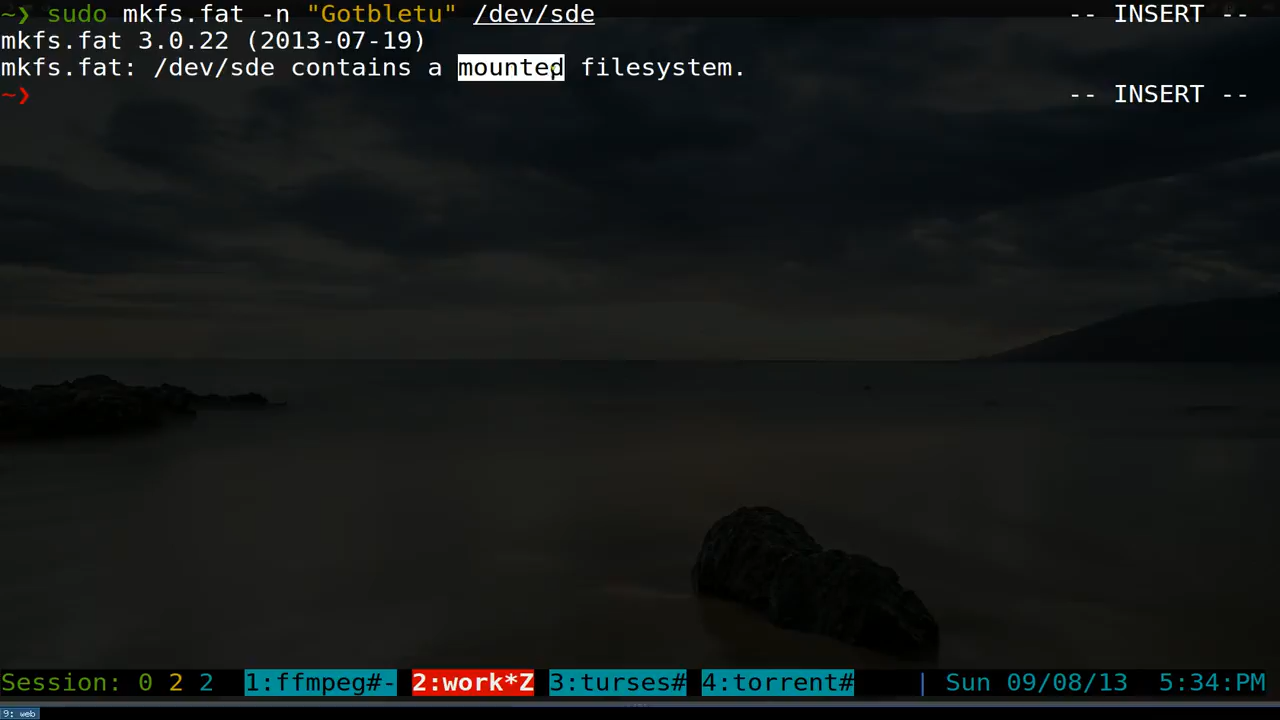 ~❯ sudo mkfs.fat -n "Gotbletu" /dev/sde -- INSERT --
mkfs.fat 3.0.22 (2013-07-19)
mkfs.fat: /dev/sde contains a mounted filesystem.
~❯ -- INSERT --
Session: 0 2 2 1:ffmpeg#- 2:work*Z 3:turses# 4:torrent# | Sun 09/08/13 5:34:PM
9: web